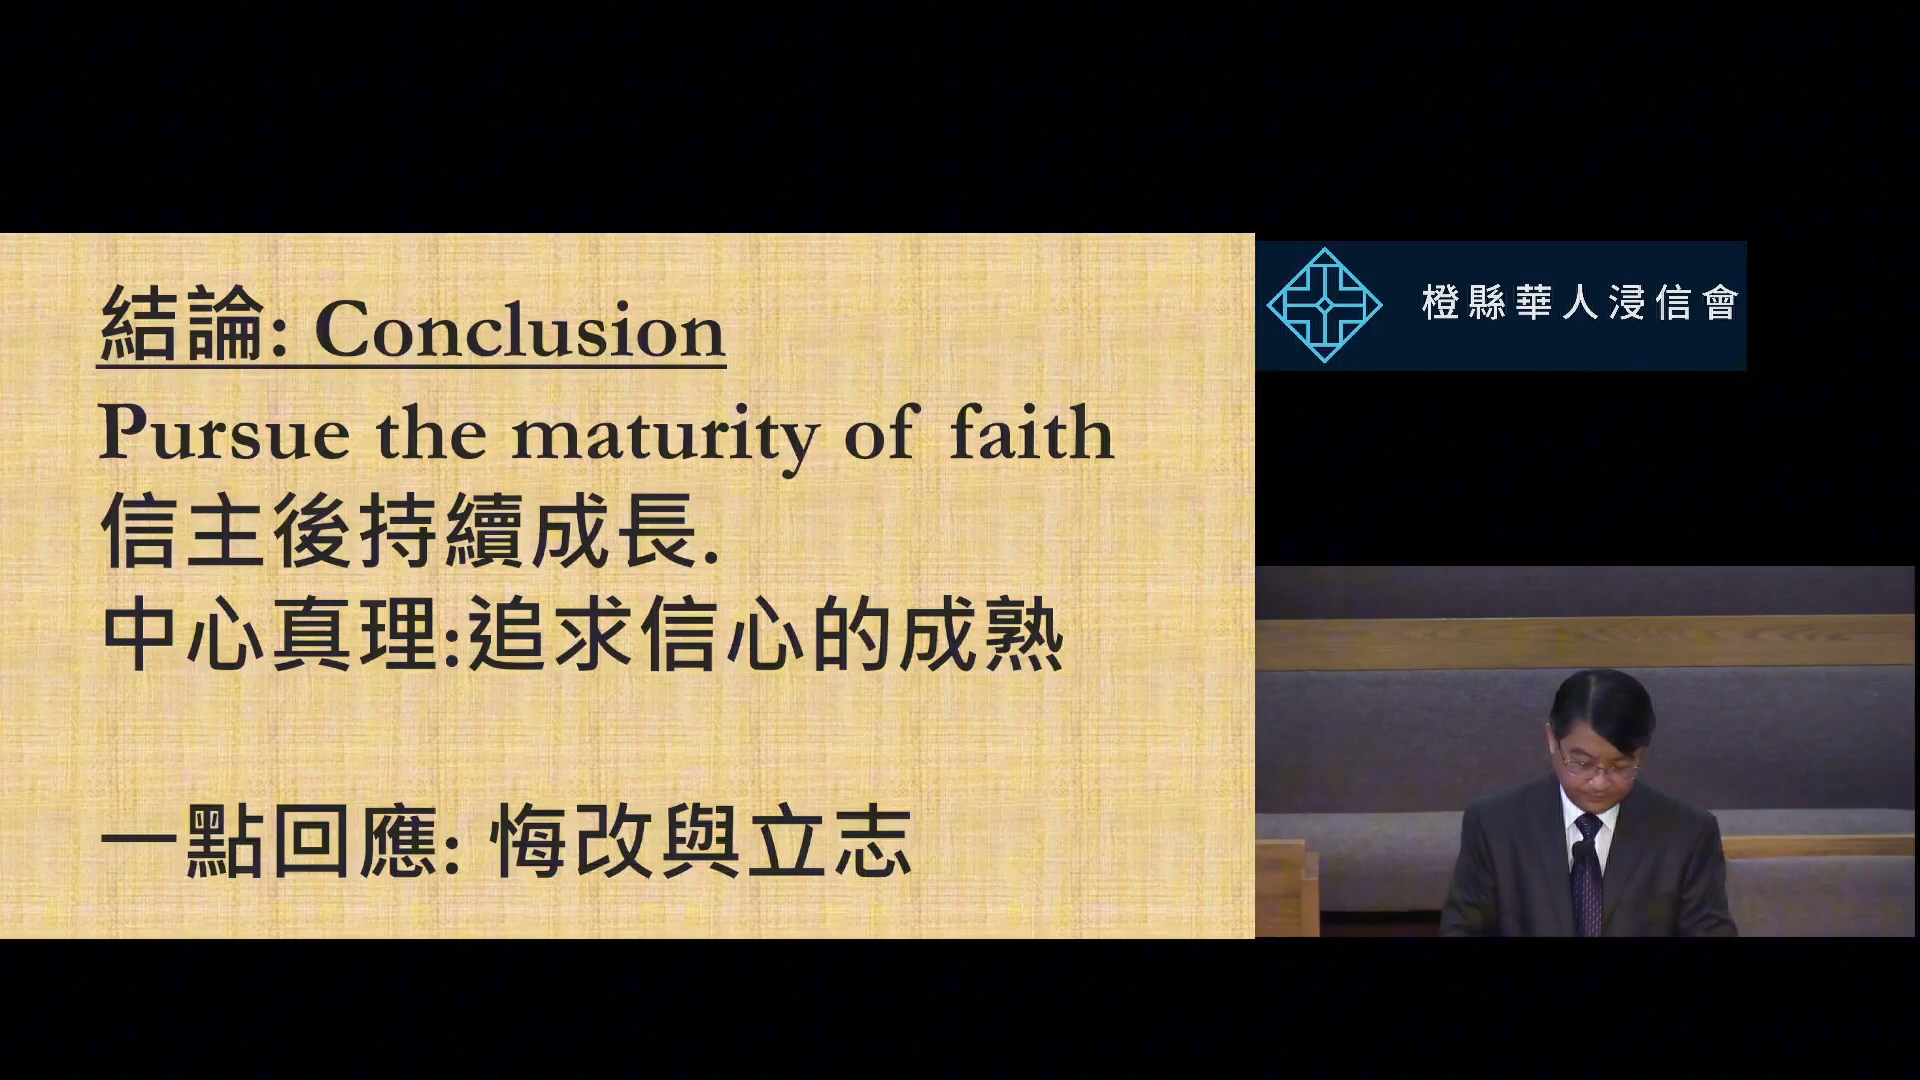 結論: Conclusion
Pursue the maturity of faith
信主後持續成長.
中心真理:追求信心的成熟
一點回應: 悔改與立志
橙縣華人浸信會